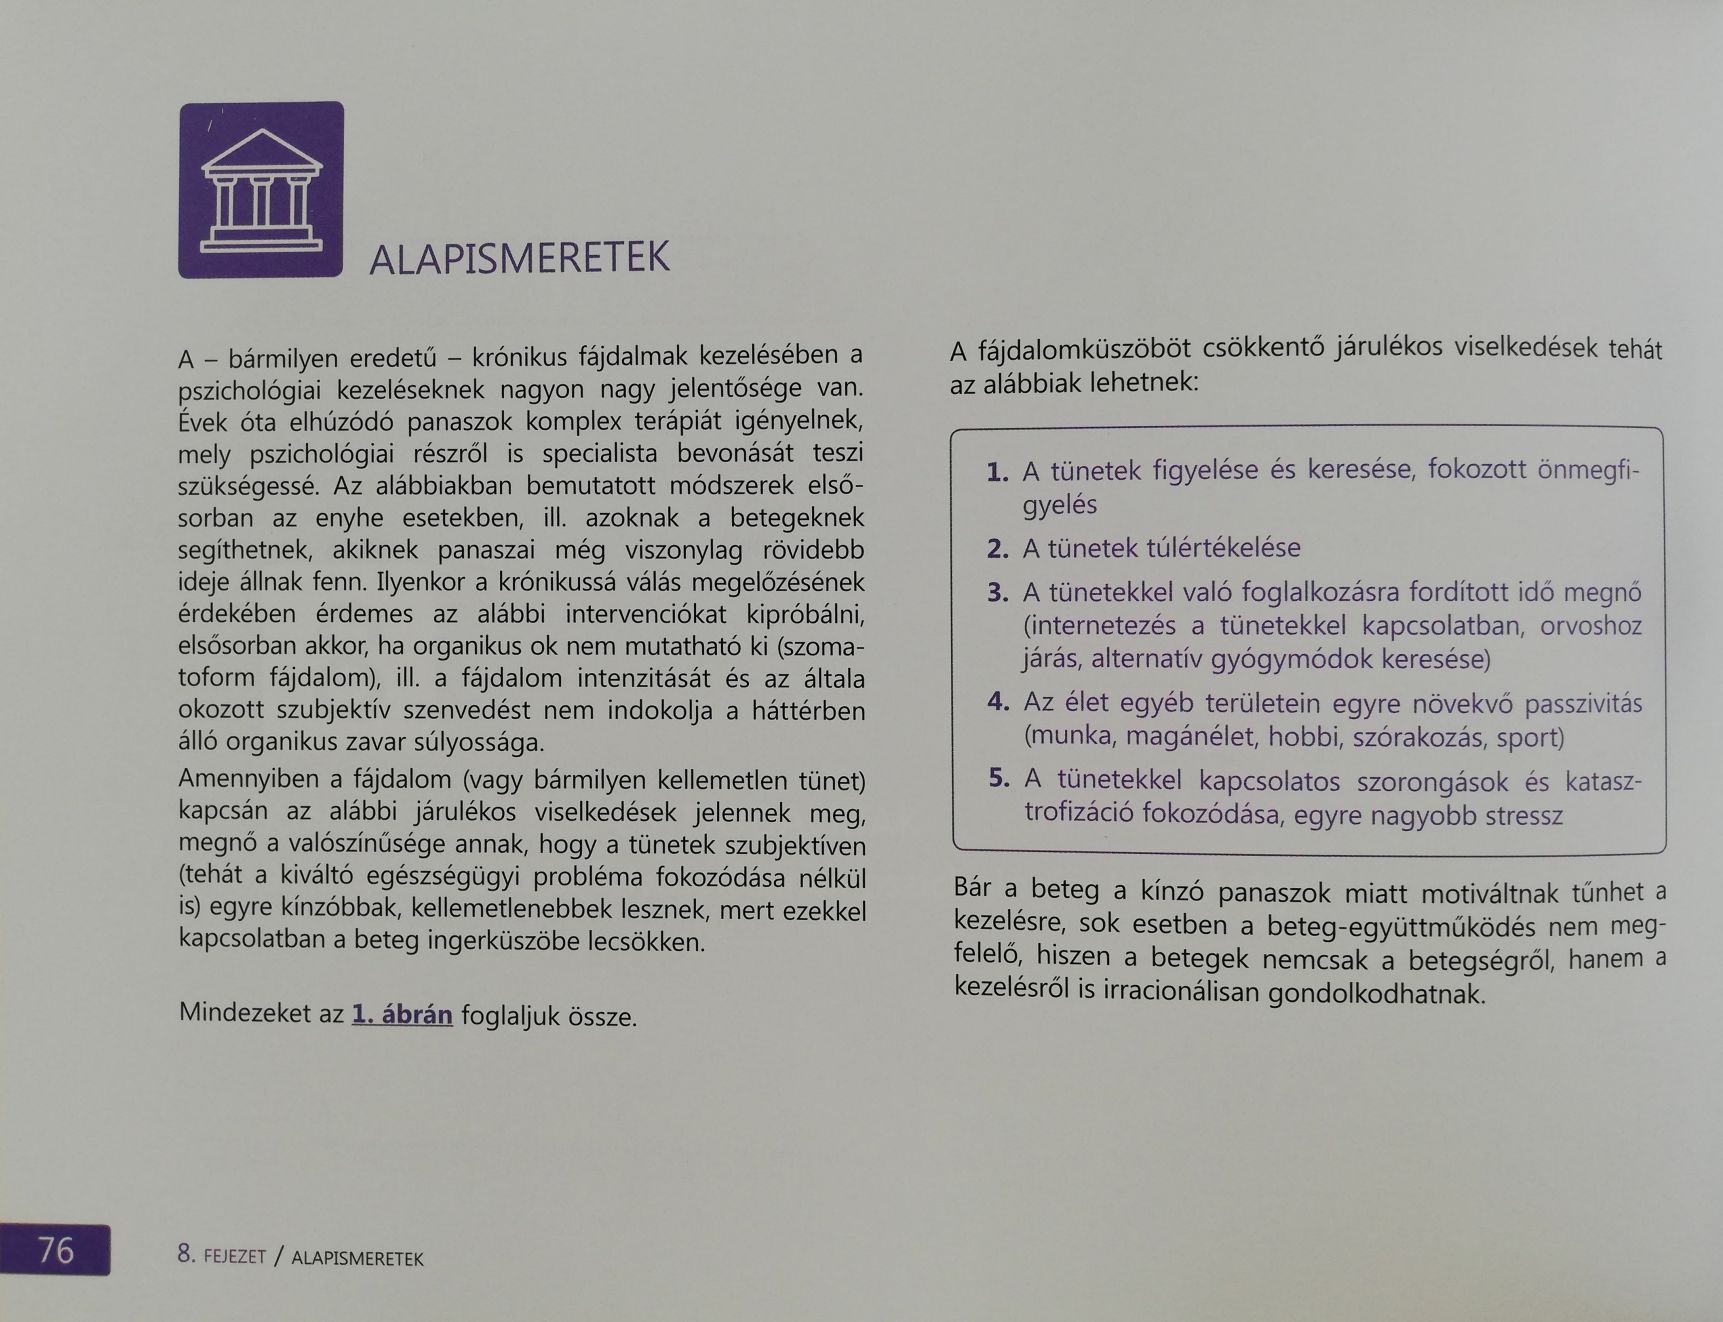 ALAPISMERETEK
A – bármilyen eredetű – krónikus fájdalmak kezelésében a
pszichológiai kezeléseknek nagyon nagy jelentősége van.
Évek óta elhúzódó panaszok komplex terápiát igényelnek,
mely pszichológiai részről is specialista bevonását teszi
szükségessé. Az alábbiakban bemutatott módszerek első-
sorban az enyhe esetekben, ill. azoknak a betegeknek
segíthetnek, akiknek panaszai még viszonylag rövidebb
ideje állnak fenn. Ilyenkor a krónikussá válás megelőzésének
érdekében érdemes az alábbi intervenciókat kipróbálni,
elsősorban akkor, ha organikus ok nem mutatható ki (szoma-
toform fájdalom), ill. a fájdalom intenzitását és az általa
okozott szubjektív szenvedést nem indokolja a háttérben
álló organikus zavar súlyossága.
Amennyiben a fájdalom (vagy bármilyen kellemetlen tünet)
kapcsán az alábbi járulékos viselkedések jelennek meg,
megnő a valószínűsége annak, hogy a tünetek szubjektíven
(tehát a kiváltó egészségügyi probléma fokozódása nélkül
is) egyre kínzóbbak, kellemetlenebbek lesznek, mert ezekkel
kapcsolatban a beteg ingerküszöbe lecsökken.
Mindezeket az 1. ábrán foglaljuk össze.
A fájdalomküszöböt csökkentő járulékos viselkedések tehát
az alábbiak lehetnek:
1. A tünetek figyelése és keresése, fokozott önmegfi-
gyelés
2. A tünetek túlértékelése
3. A tünetekkel való foglalkozásra fordított idő megnő
(internetezés a tünetekkel kapcsolatban, orvoshoz
járás, alternatív gyógymódok keresése)
4. Az élet egyéb területein egyre növekvő passzivitás
(munka, magánélet, hobbi, szórakozás, sport)
5. A tünetekkel kapcsolatos szorongások és katasz-
trofizáció fokozódása, egyre nagyobb stressz
Bár a beteg a kínzó panaszok miatt motiváltnak tűnhet a
kezelésre, sok esetben a beteg-együttműködés nem meg-
felelő, hiszen a betegek nemcsak a betegségről, hanem a
kezelésről is irracionálisan gondolkodhatnak.
76
8. FEJEZET / ALAPISMERETEK